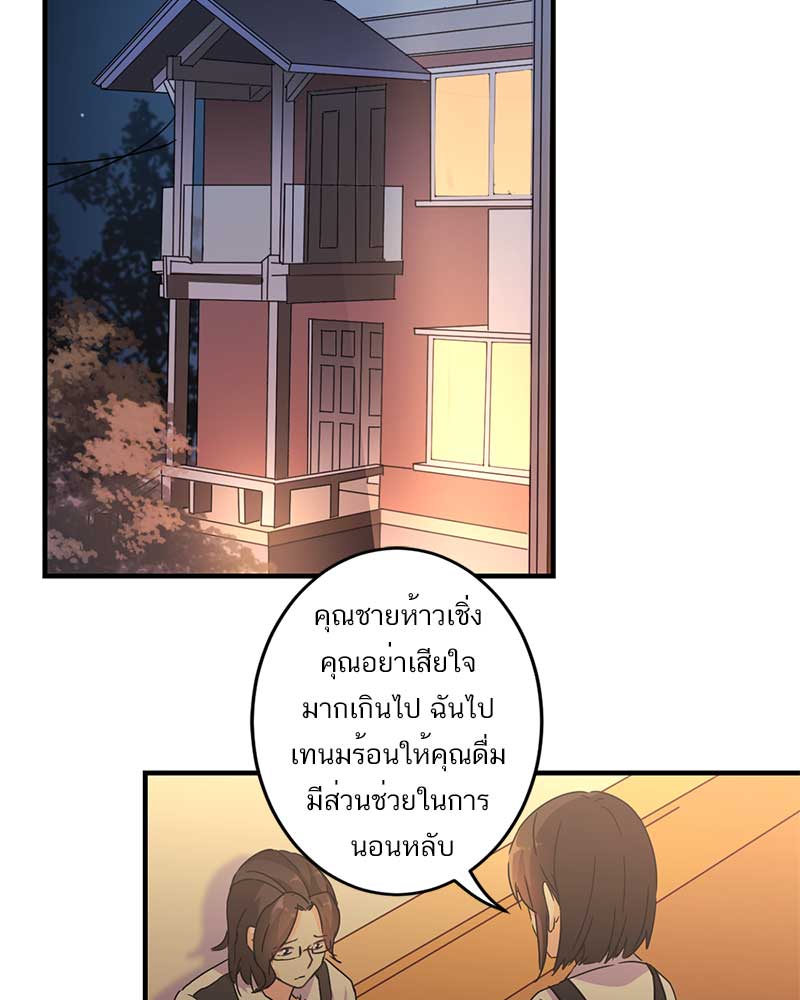 คุณชายห้าวเชิ่ง
คุณอย่าเสียใจ
มากเกินไป ฉันไป
เทนมร้อนให้คุณดื่ม
มีส่วนช่วยในการ
นอนหลับ